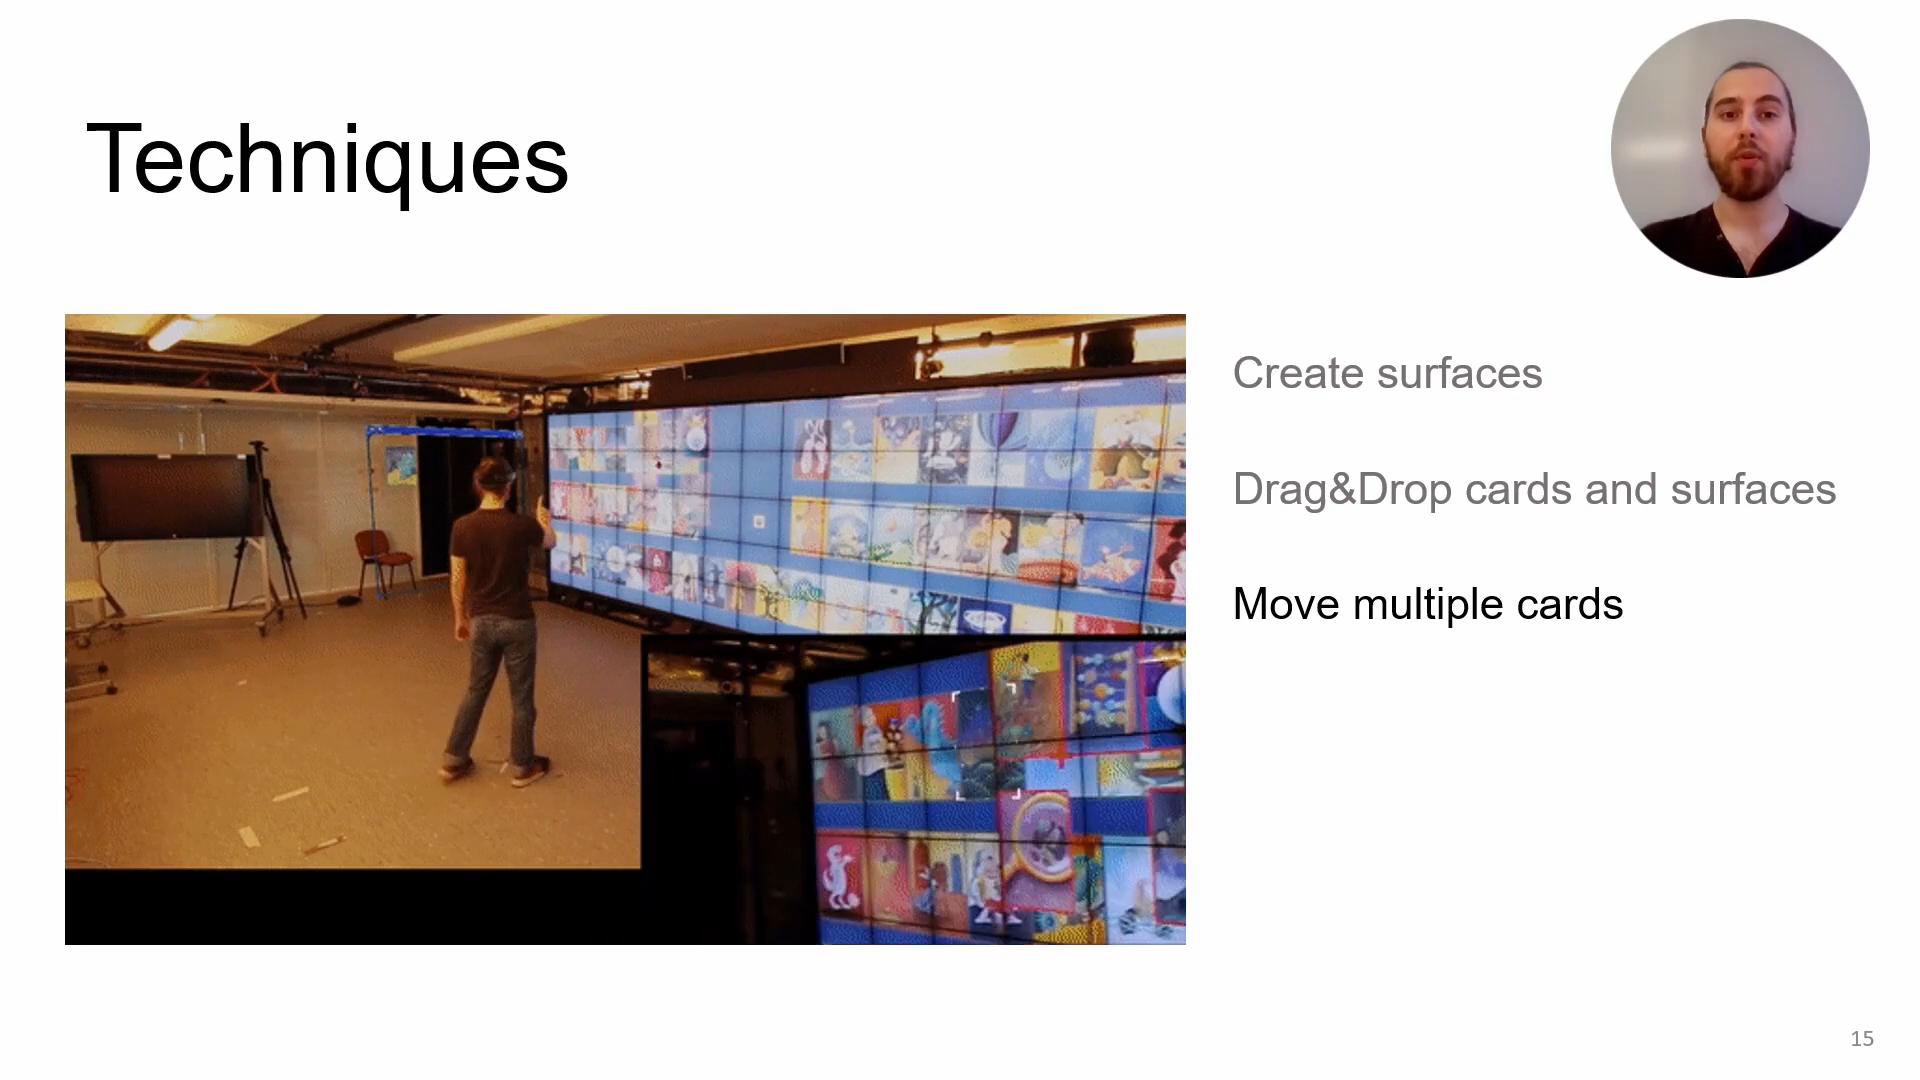 Techniques
Create surfaces
Drag&Drop cards and surfaces
Move multiple cards
15